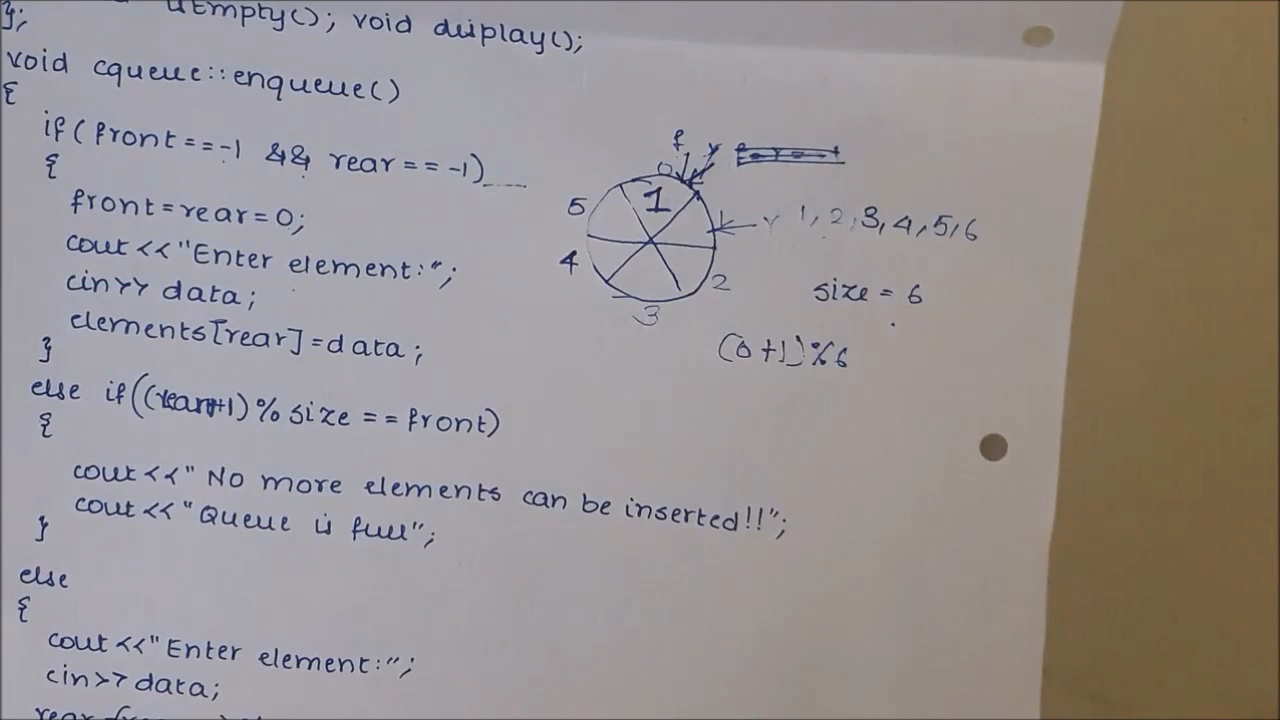 };
isEmpty(); void display();
void cqueue::enqueue()
{
if(front==-1 && rear==-1)
{
front=rear=0;
cout<<"Enter element:";
cin>>data;
elements[rear]=data;
}
else if((rear+1)%size==front)
{
cout<<"No more elements can be inserted!!";
cout<<"Queue is full";
}
else
{
cout<<"Enter element:";
cin>>data;
f r
0
1
5
4
3
2
r 1, 2, 3, 4, 5, 6
size = 6
(0+1)%6